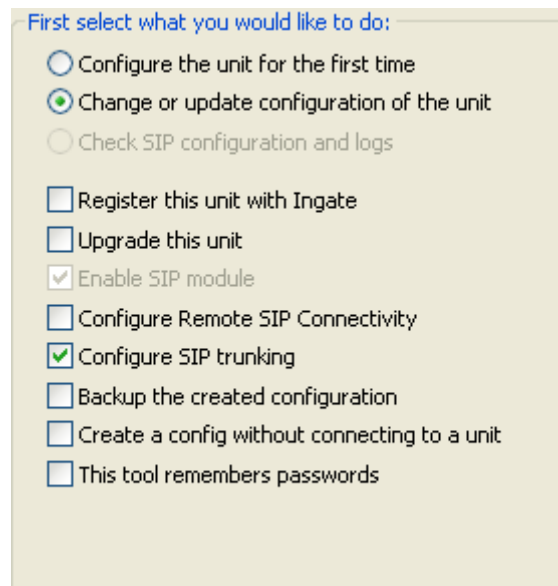 First select what you would like to do:
Configure the unit for the first time
Change or update configuration of the unit
Check SIP configuration and logs
Register this unit with Ingate
Upgrade this unit
Enable SIP module
Configure Remote SIP Connectivity
Configure SIP trunking
Backup the created configuration
Create a config without connecting to a unit
This tool remembers passwords